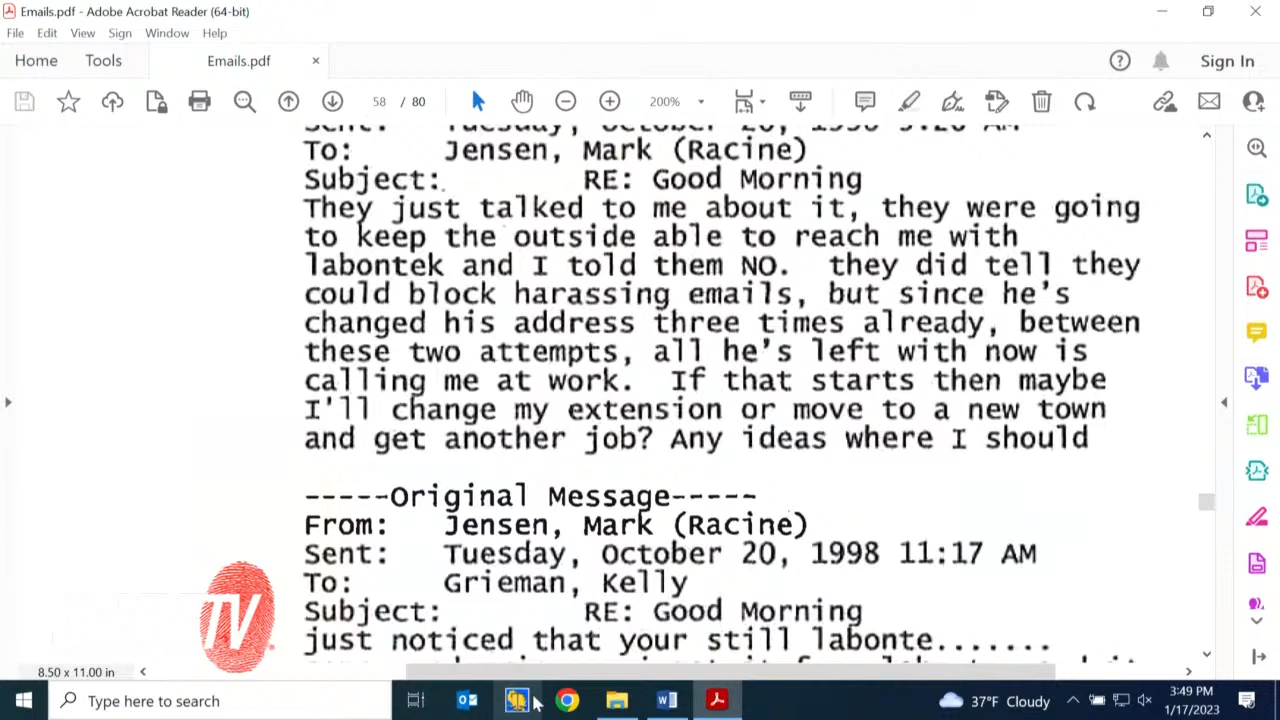 Emails.pdf - Adobe Acrobat Reader (64-bit)
File Edit View Sign Window Help
Home Tools Emails.pdf × Sign In
58 / 80 200%
Sent: Tuesday, October 20, 1998 AM
To: Jensen, Mark (Racine)
Subject: RE: Good Morning
They just talked to me about it, they were going
to keep the outside able to reach me with
labontek and I told them NO. they did tell they
could block harassing emails, but since he's
changed his address three times already, between
these two attempts, all he's left with now is
calling me at work. If that starts then maybe
I'll change my extension or move to a new town
and get another job? Any ideas where I should
-----Original Message-----
From: Jensen, Mark (Racine)
Sent: Tuesday, October 20, 1998 11:17 AM
To: Grieman, Kelly
Subject: RE: Good Morning
just noticed that your still labonte.......
TV
8.50 x 11.00 in
Type here to search
37°F Cloudy
3:49 PM
1/17/2023